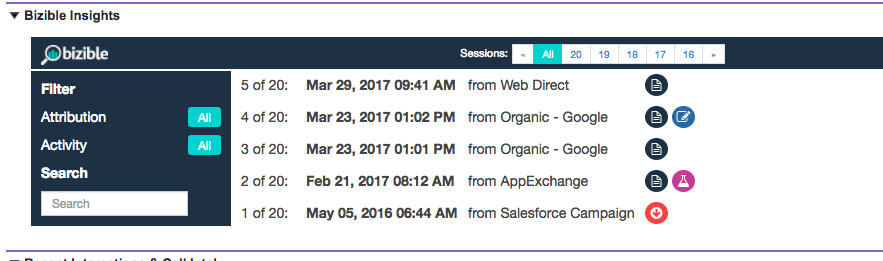 Bizible Insights
bizible
Sessions: « All 20 19 18 17 16 »
Filter
Attribution All
Activity All
Search
Search
5 of 20: Mar 29, 2017 09:41 AM from Web Direct
4 of 20: Mar 23, 2017 01:02 PM from Organic - Google
3 of 20: Mar 23, 2017 01:01 PM from Organic - Google
2 of 20: Feb 21, 2017 08:12 AM from AppExchange
1 of 20: May 05, 2016 06:44 AM from Salesforce Campaign